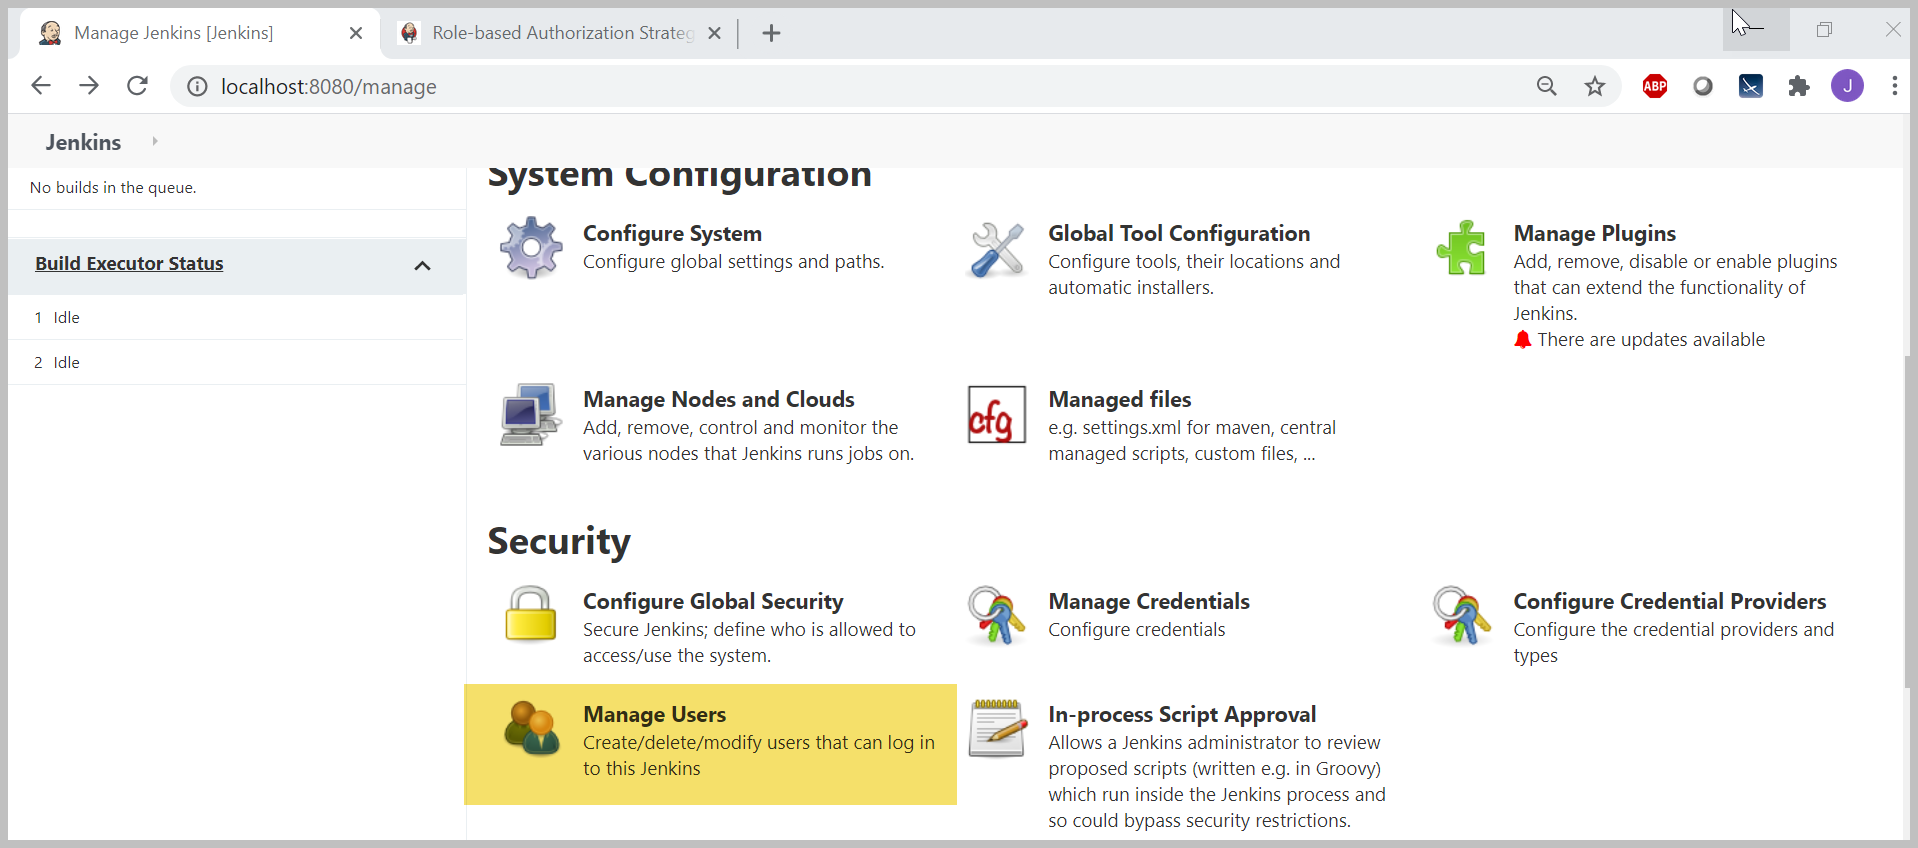 Manage Jenkins [Jenkins]
Role-based Authorization Strateg
localhost:8080/manage
ABP
J
Jenkins
No builds in the queue.
Build Executor Status
1 Idle
2 Idle
System Configuration
Configure System
Configure global settings and paths.
Global Tool Configuration
Configure tools, their locations and
automatic installers.
Manage Plugins
Add, remove, disable or enable plugins
that can extend the functionality of
Jenkins.
There are updates available
Manage Nodes and Clouds
Add, remove, control and monitor the
various nodes that Jenkins runs jobs on.
cfg
Managed files
e.g. settings.xml for maven, central
managed scripts, custom files, ...
Security
Configure Global Security
Secure Jenkins; define who is allowed to
access/use the system.
Manage Credentials
Configure credentials
Configure Credential Providers
Configure the credential providers and
types
Manage Users
Create/delete/modify users that can log in
to this Jenkins
In-process Script Approval
Allows a Jenkins administrator to review
proposed scripts (written e.g. in Groovy)
which run inside the Jenkins process and
so could bypass security restrictions.